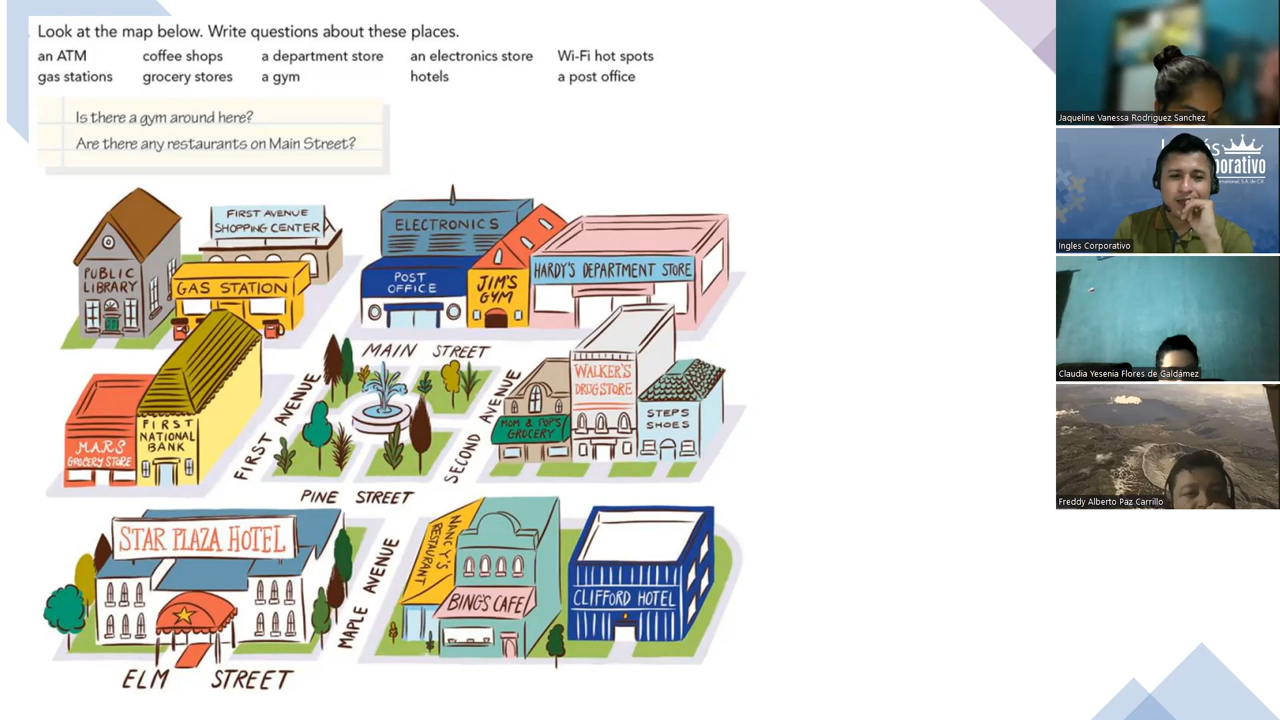 Look at the map below. Write questions about these places.
an ATM coffee shops a department store an electronics store Wi-Fi hot spots
gas stations grocery stores a gym hotels a post office
Is there a gym around here?
Are there any restaurants on Main Street?
PUBLIC
LIBRARY
FIRST AVENUE
SHOPPING CENTER
GAS STATION
ELECTRONICS
POST
OFFICE
JIM'S
GYM
HARDY'S DEPARTMENT STORE
MAIN STREET
FIRST AVENUE
SECOND AVENUE
MARS
GROCERY STORE
FIRST
NATIONAL
BANK
MOM & POP'S
GROCERY
WALKER'S
DRUG STORE
STEPS
SHOES
PINE STREET
STAR PLAZA HOTEL
MAPLE AVENUE
NANCY'S
RESTAURANT
BING'S CAFE
CLIFFORD HOTEL
ELM STREET
Jaqueline Vanessa Rodriguez Sanchez
Ingles Corporativo
Claudia Yesenia Flores de Galdámez
Freddy Alberto Paz Carrillo